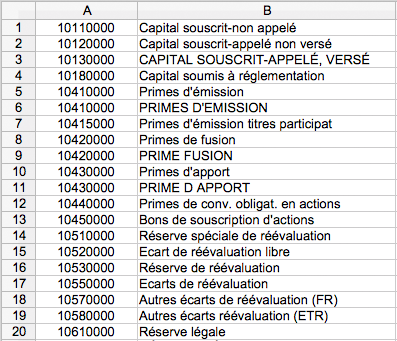 A B
1 10110000 Capital souscrit-non appelé
2 10120000 Capital souscrit-appelé non versé
3 10130000 CAPITAL SOUSCRIT-APPELÉ, VERSÉ
4 10180000 Capital soumis à réglementation
5 10410000 Primes d'émission
6 10410000 PRIMES D'EMISSION
7 10415000 Primes d'émission titres participat
8 10420000 Primes de fusion
9 10420000 PRIME FUSION
10 10430000 Primes d'apport
11 10430000 PRIME D APPORT
12 10440000 Primes de conv. obligat. en actions
13 10450000 Bons de souscription d'actions
14 10510000 Réserve spéciale de réévaluation
15 10520000 Ecart de réévaluation libre
16 10530000 Réserve de réévaluation
17 10550000 Ecarts de réévaluation
18 10570000 Autres écarts de réévaluation (FR)
19 10580000 Autres écarts réévaluation (ETR)
20 10610000 Réserve légale